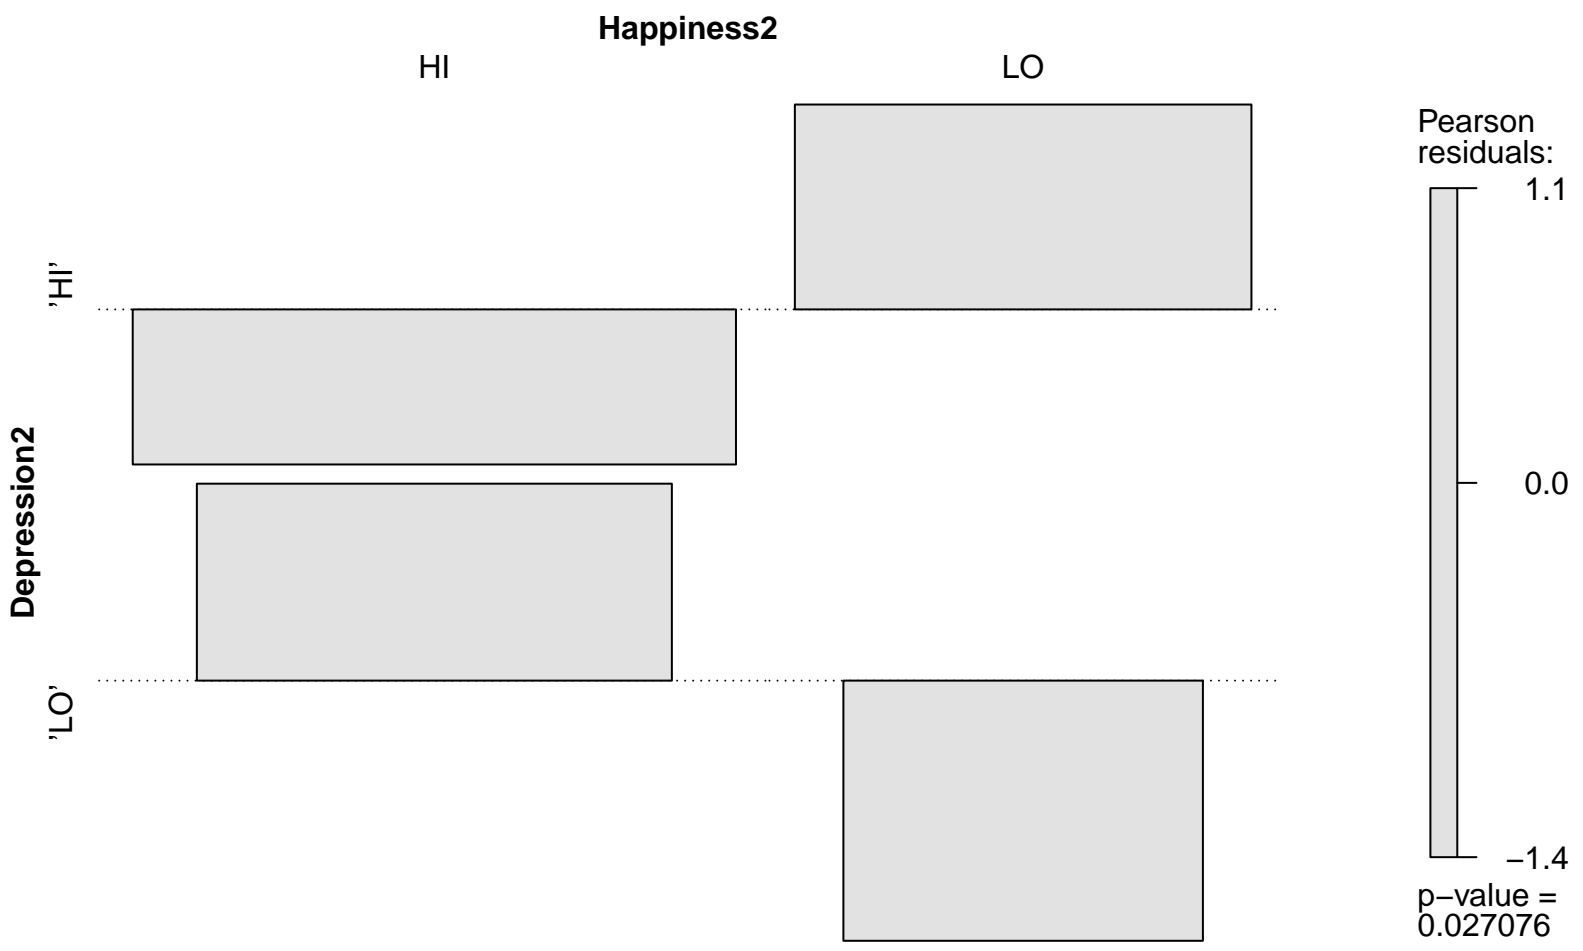 Happiness2
HI
LO
Depression2
’HI’
’LO’
Pearson
residuals:
1.1
0.0
−1.4
p−value =
0.027076